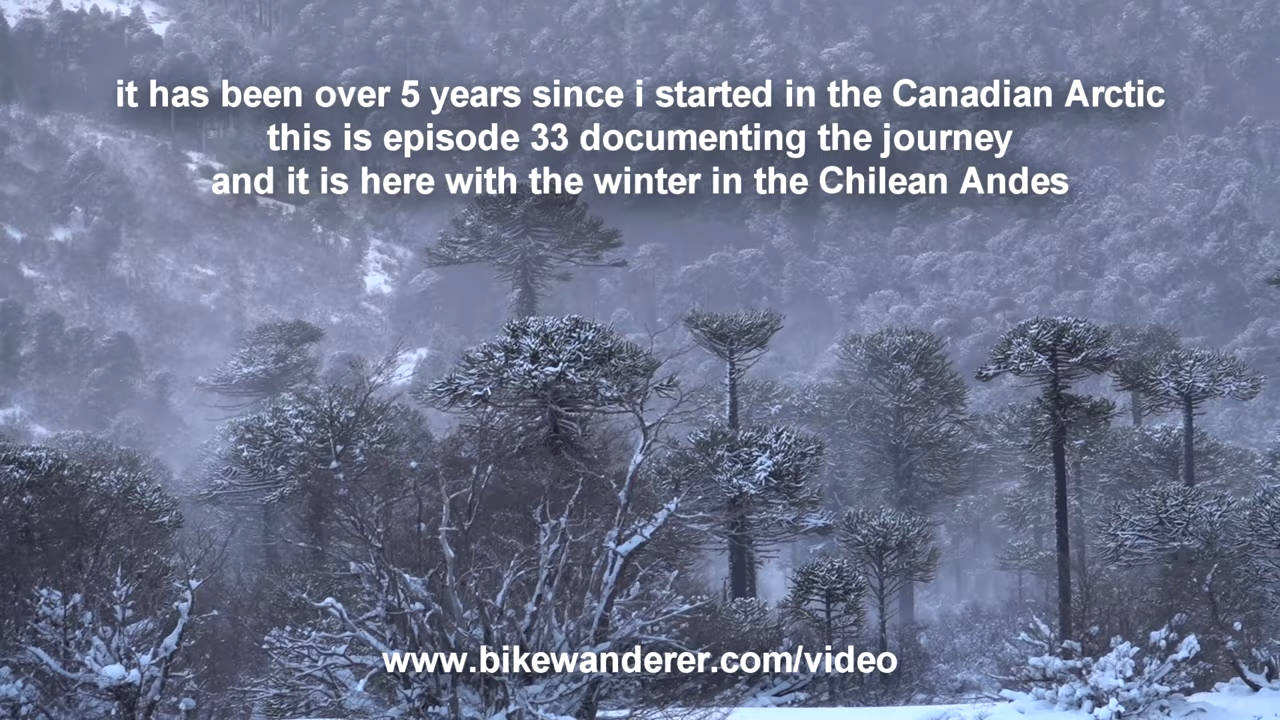 it has been over 5 years since i started in the Canadian Arctic
this is episode 33 documenting the journey
and it is here with the winter in the Chilean Andes
www.bikewanderer.com/video